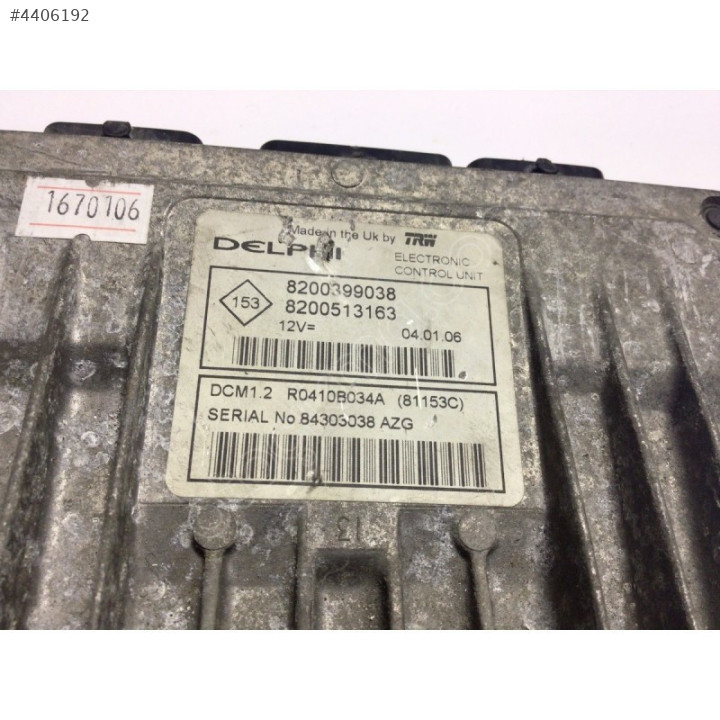 #4406192
1670106
Made in the Uk by TRW
DELPHI
ELECTRONIC
CONTROL UNIT
153
8200399038
8200513163
12V=
04.01.06
DCM1.2 R0410B034A (81153C)
SERIAL No 84303038 AZG
13